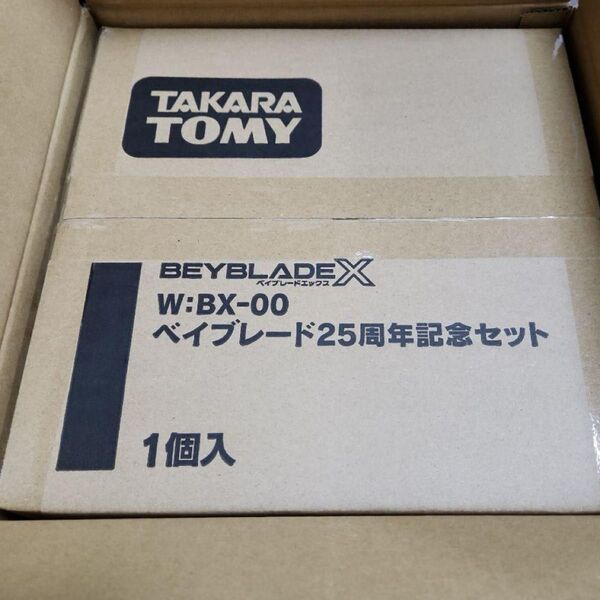 TAKARA
TOMY
BEYBLADE X
ベイブレードエックス
W:BX-00
ベイブレード25周年記念セット
1個入